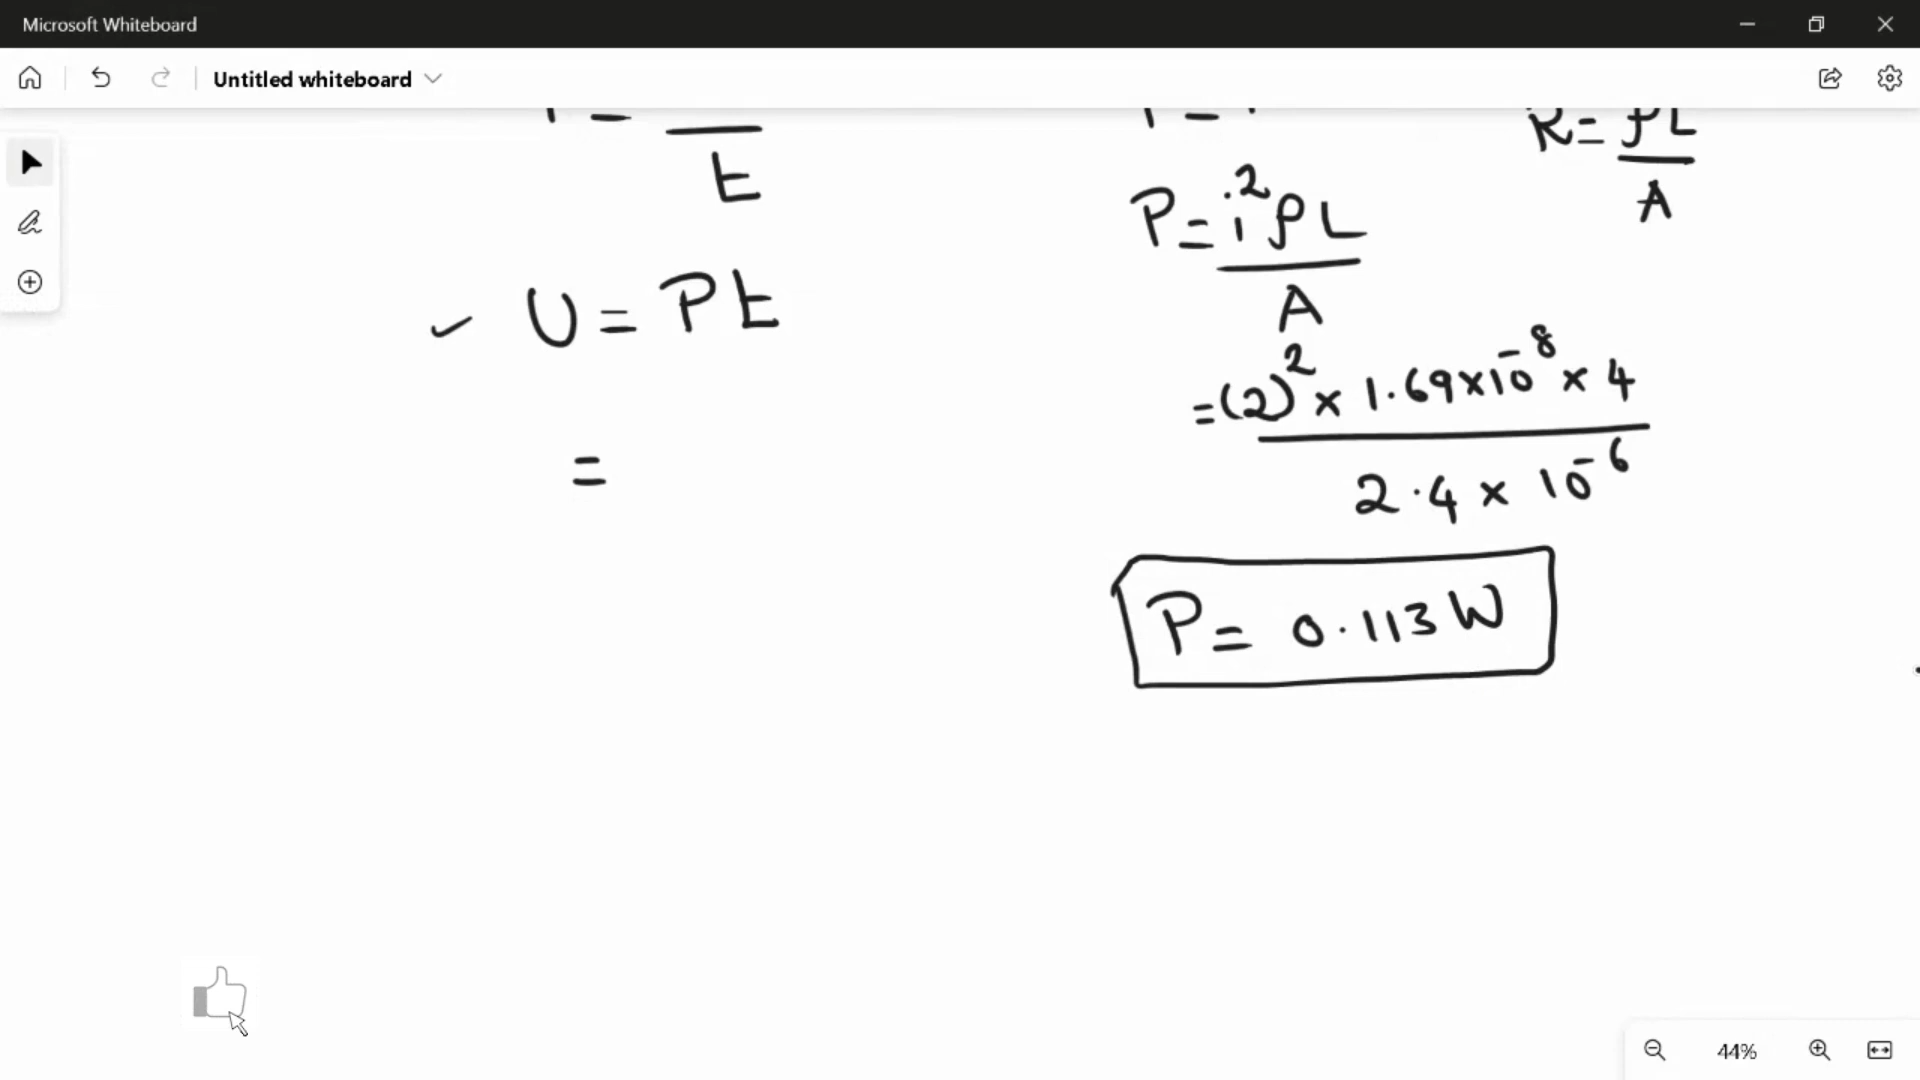 Microsoft Whiteboard
Untitled whiteboard
t
U = Pt
=
R = ρL
A
P = i²ρL
A
= (2)² × 1.69×10⁻⁸ × 4
2.4 × 10⁻⁶
P = 0.113 W
44%